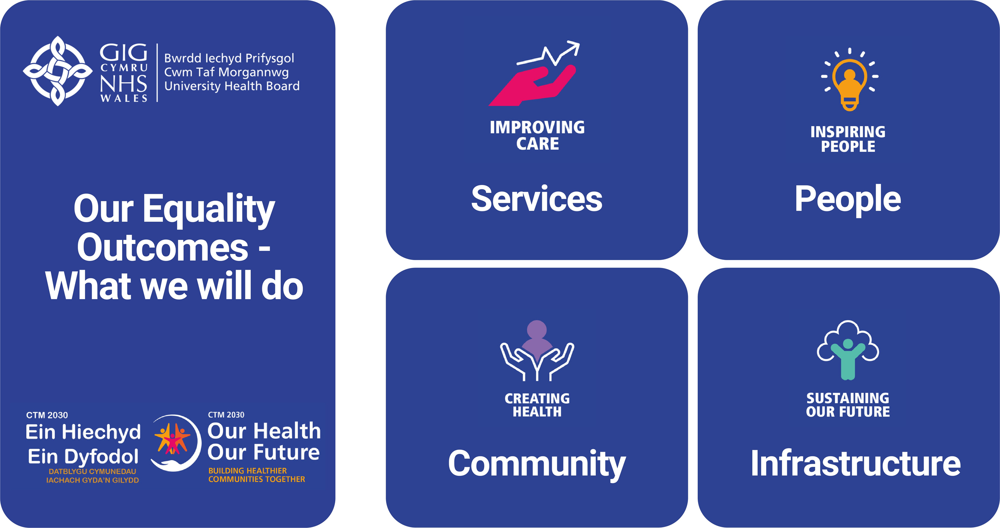 GIG
CYMRU
NHS
WALES
Bwrdd Iechyd Prifysgol
Cwm Taf Morgannwg
University Health Board
Our Equality
Outcomes -
What we will do
CTM 2030
Ein Hiechyd
Ein Dyfodol
DATBLYGU CYMUNEDAU
IACHACH GYDA'N GILYDD
CTM 2030
Our Health
Our Future
BUILDING HEALTHIER
COMMUNITIES TOGETHER
IMPROVING
CARE
Services
INSPIRING
PEOPLE
People
CREATING
HEALTH
Community
SUSTAINING
OUR FUTURE
Infrastructure